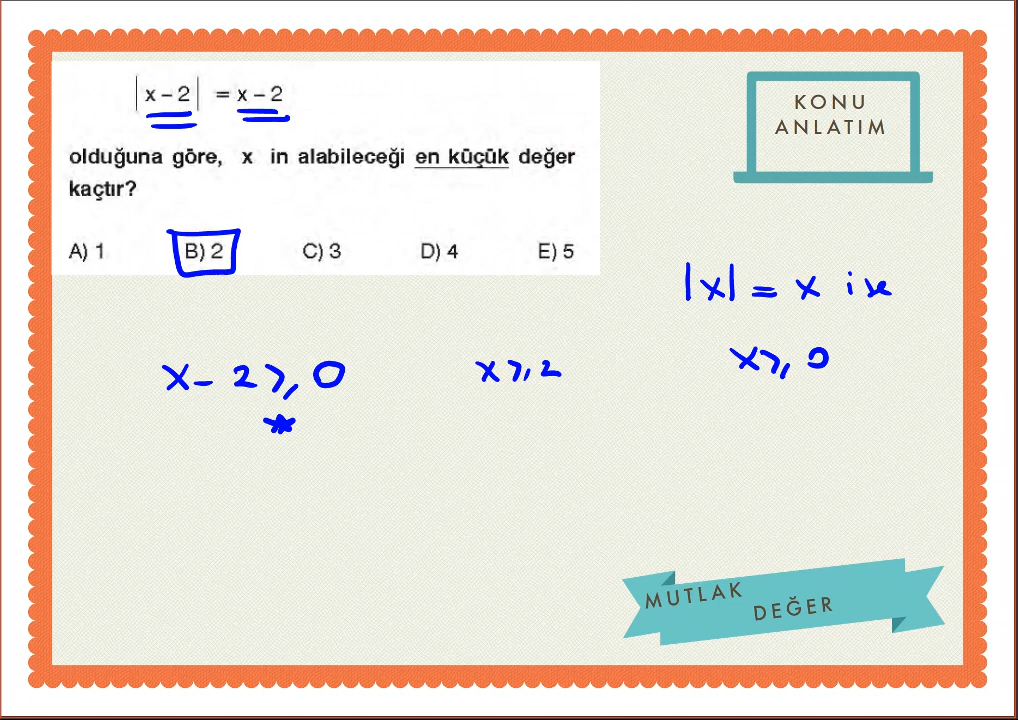 |x – 2| = x – 2
olduğuna göre, x in alabileceği en küçük değer
kaçtır?
A) 1 B) 2 C) 3 D) 4 E) 5
KONU
ANLATIM
|x| = x ise
x ⩾ 0
x - 2 ⩾ 0 x ⩾ 2
*
MUTLAK
DEĞER